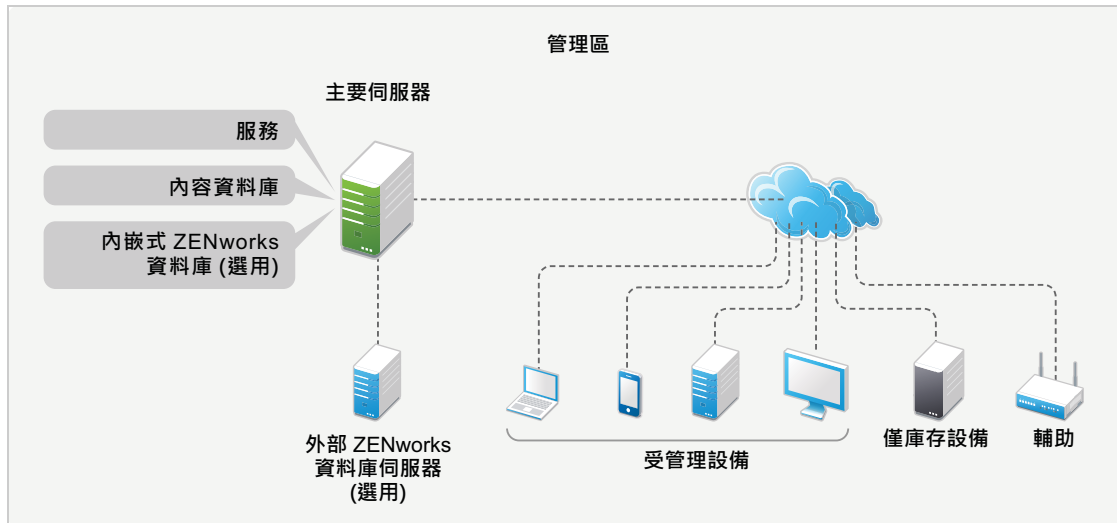 管理區
主要伺服器
服務
內容資料庫
內嵌式 ZENworks
資料庫 (選用)
外部 ZENworks
資料庫伺服器
(選用)
受管理設備
僅庫存設備
輔助